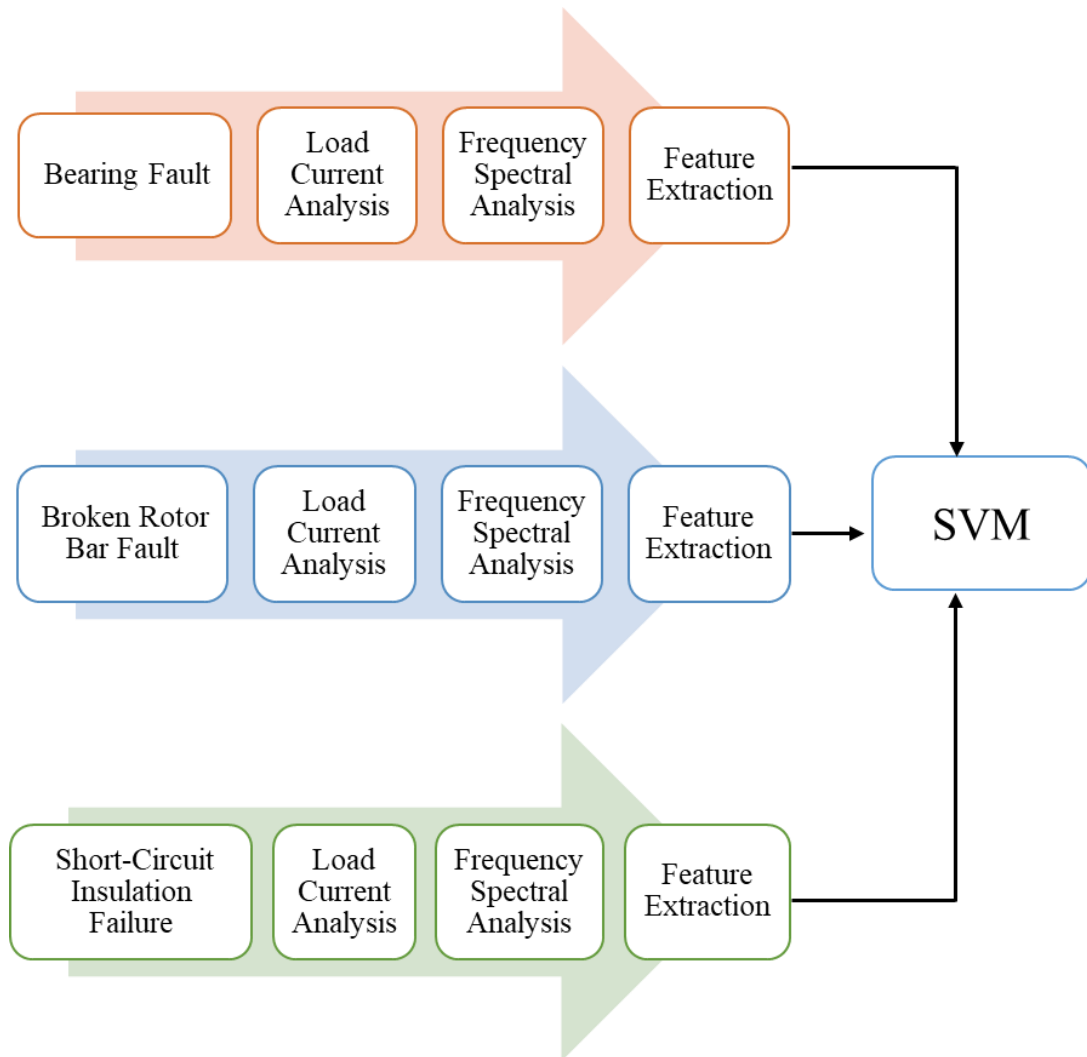 Bearing Fault
Load
Current
Analysis
Frequency
Spectral
Analysis
Feature
Extraction
Broken Rotor
Bar Fault
Load
Current
Analysis
Frequency
Spectral
Analysis
Feature
Extraction
SVM
Short-Circuit
Insulation
Failure
Load
Current
Analysis
Frequency
Spectral
Analysis
Feature
Extraction